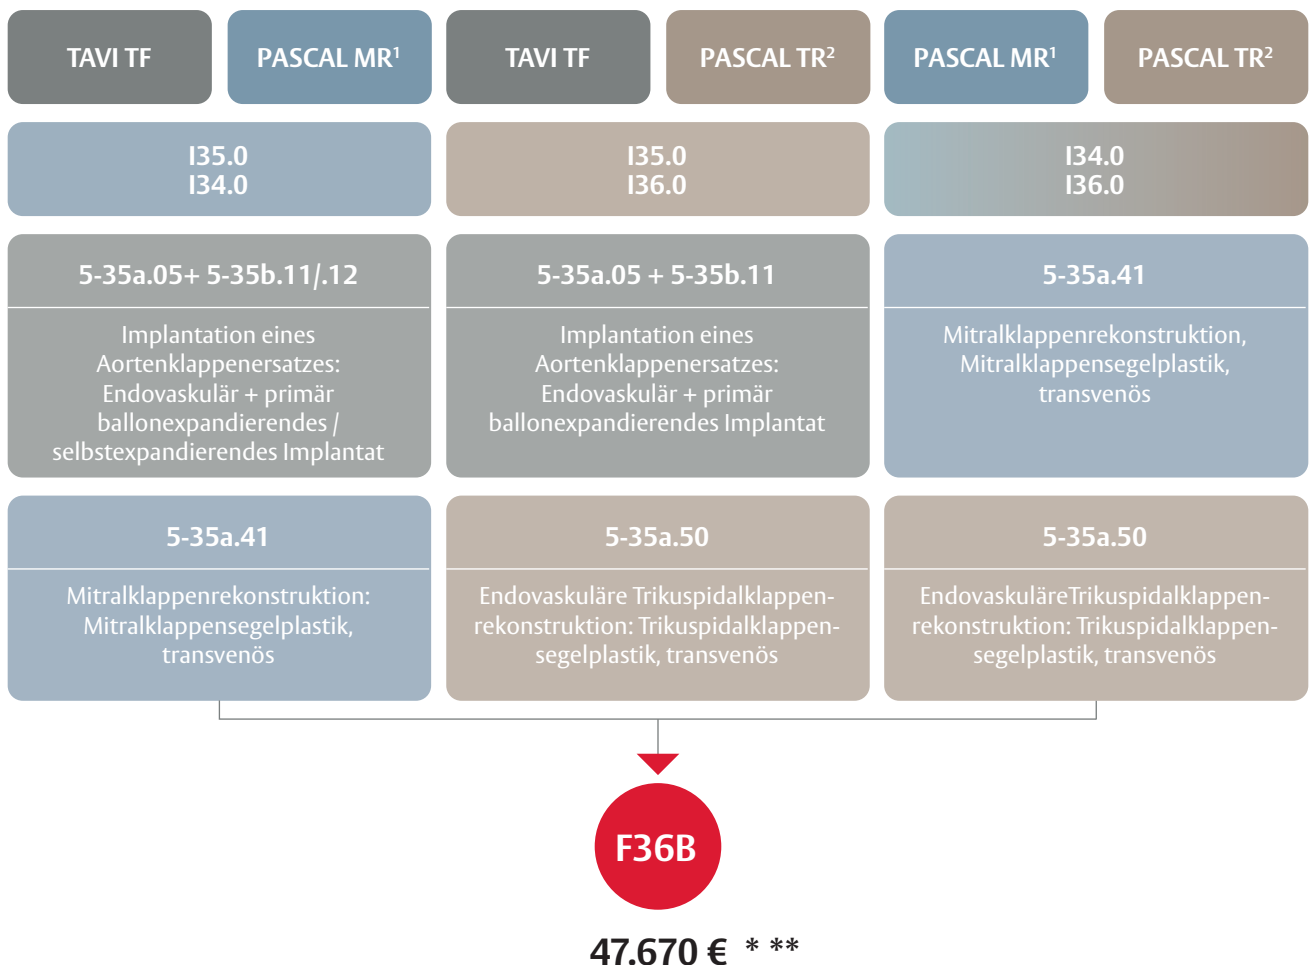 TAVI TF
PASCAL MR¹
TAVI TF
PASCAL TR²
PASCAL MR¹
PASCAL TR²
I35.0
I34.0
I35.0
I36.0
I34.0
I36.0
5-35a.05+ 5-35b.11/.12
Implantation eines
Aortenklappenersatzes:
Endovaskulär + primär
ballonexpandierendes /
selbstexpandierendes Implantat
5-35a.05 + 5-35b.11
Implantation eines
Aortenklappenersatzes:
Endovaskulär + primär
ballonexpandierendes Implantat
5-35a.41
Mitralklappenrekonstruktion,
Mitralklappensegelplastik,
transvenös
5-35a.41
Mitralklappenrekonstruktion:
Mitralklappensegelplastik,
transvenös
5-35a.50
Endovaskuläre Trikuspidalklappen-
rekonstruktion: Trikuspidalklappen-
segelplastik, transvenös
5-35a.50
EndovaskuläreTrikuspidalklappen-
rekonstruktion: Trikuspidalklappen-
segelplastik, transvenös
F36B
47.670 € * **